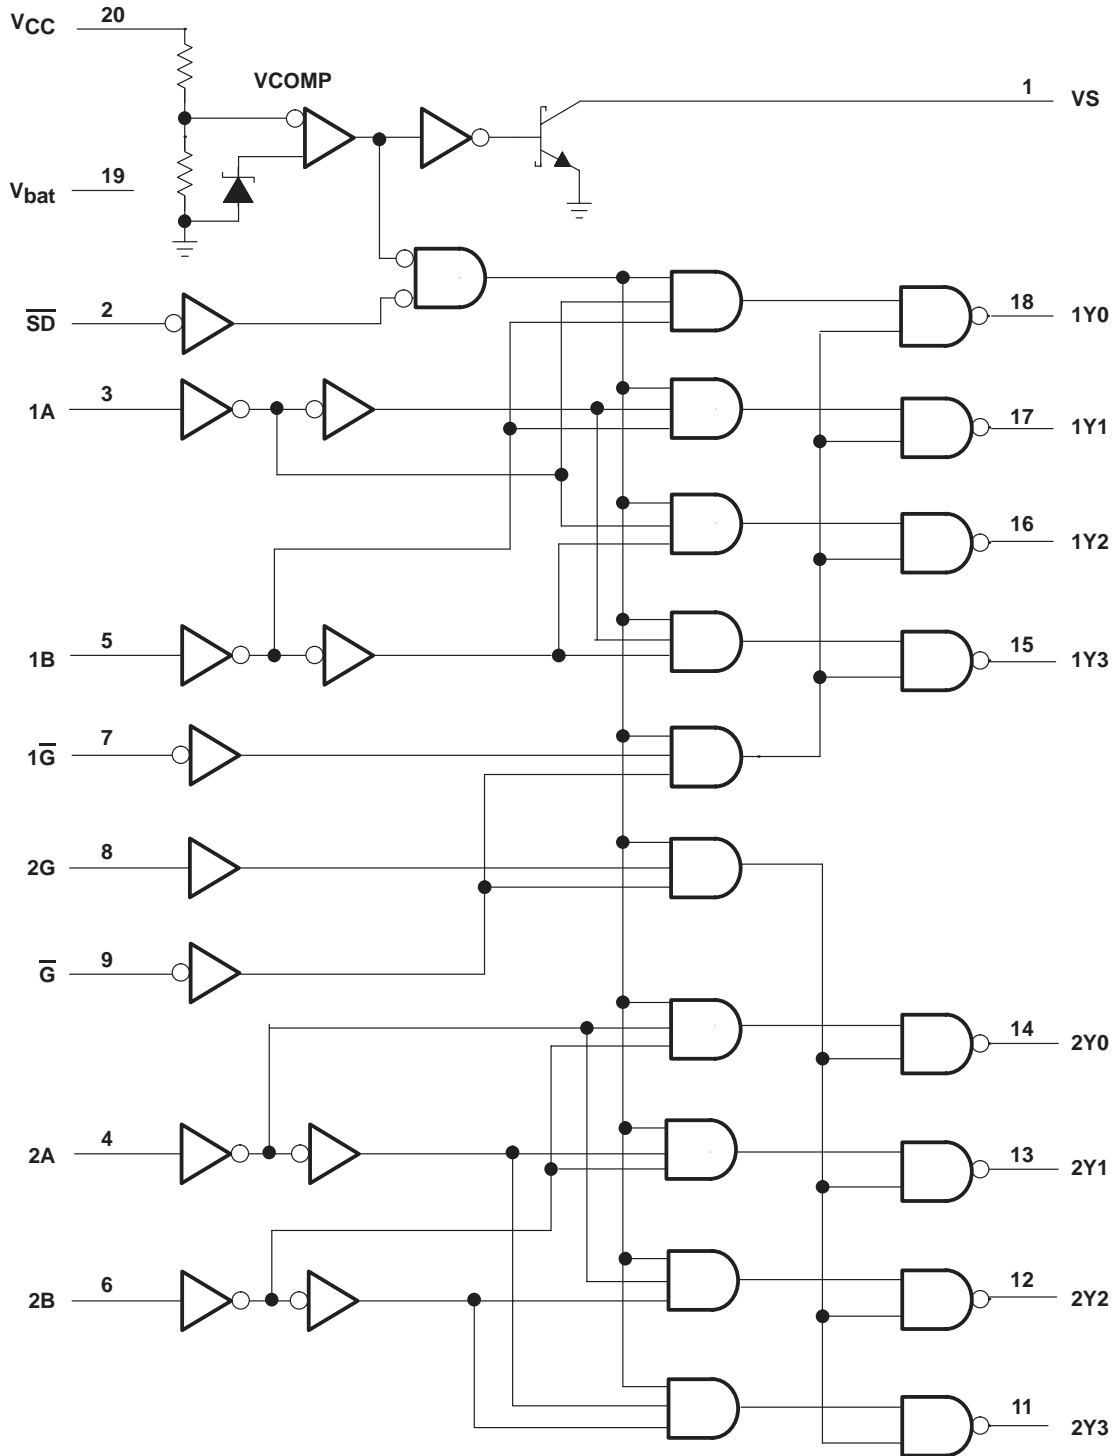 VCC 20
VCOMP
1 VS
Vbat 19
S̅D̅ 2
18 1Y0
1A 3
17 1Y1
16 1Y2
1B 5
15 1Y3
1G̅ 7
2G 8
G̅ 9
14 2Y0
2A 4
13 2Y1
2B 6
12 2Y2
11 2Y3